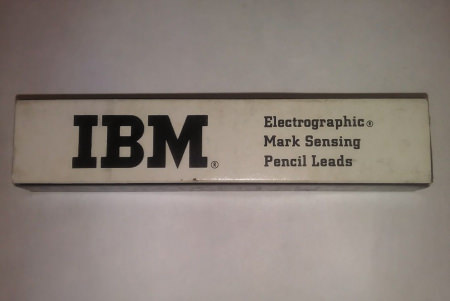 IBM®
Electrographic®
Mark Sensing
Pencil Leads